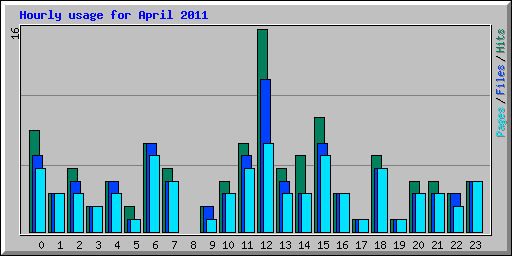 Hourly usage for April 2011
16
Pages / Files / Hits
0 1 2 3 4 5 6 7 8 9 10 11 12 13 14 15 16 17 18 19 20 21 22 23